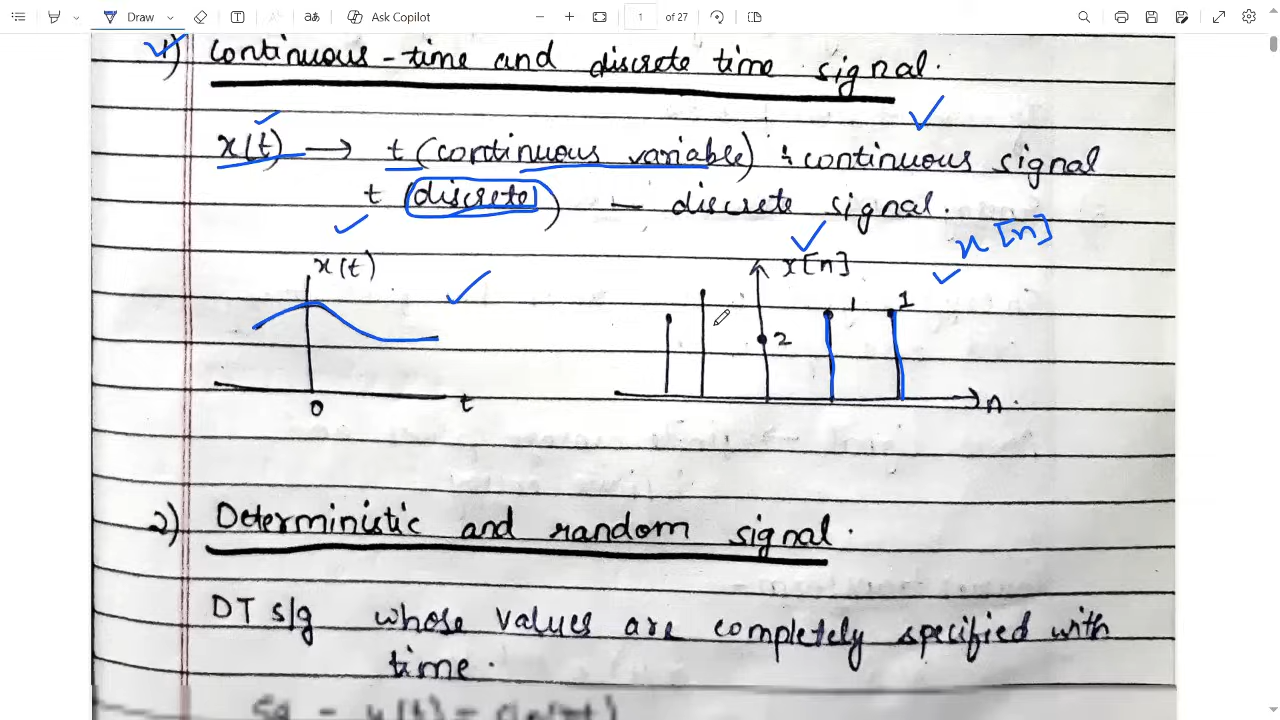 Draw
Ask Copilot
1 of 27
1) Continuous-time and discrete time signal.
x(t) → t (continuous variable) : continuous signal
t (discrete) - discrete signal.
x[n]
x(t)
x[n]
1
1
2
0
t
n.
2) Deterministic and random signal.
DT s/g whose values are completely specified with
time.